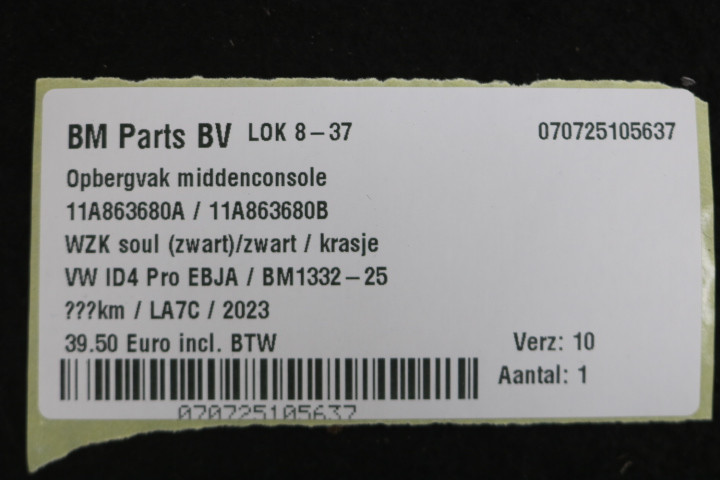 BM Parts BV LOK 8-37 070725105637
Opbergvak middenconsole
11A863680A / 11A863680B
WZK soul (zwart)/zwart / krasje
VW ID4 Pro EBJA / BM1332-25
???km / LA7C / 2023
39.50 Euro incl. BTW Verz: 10
Aantal: 1
070725105637